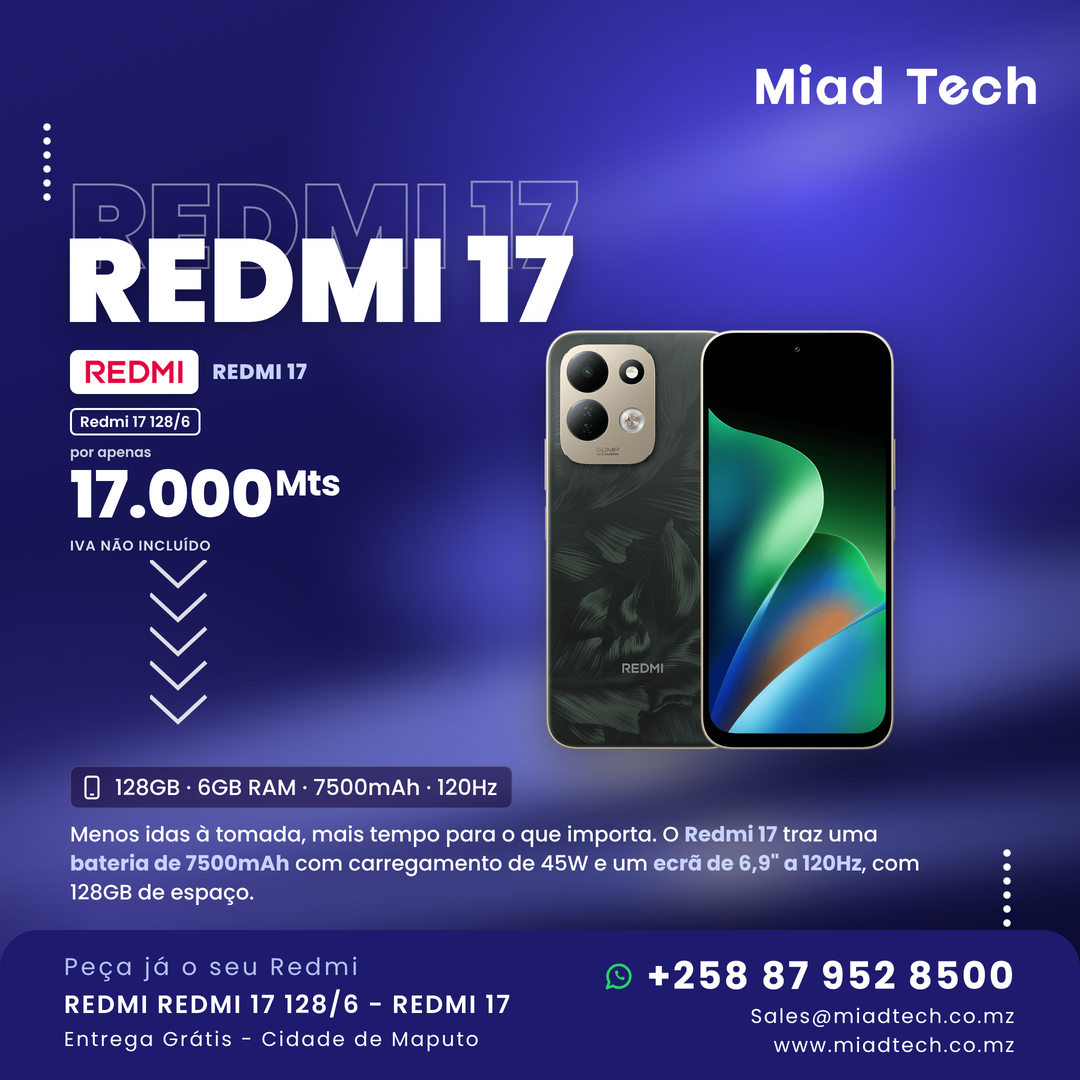 Miad Tech
REDMI 17
REDMI 17
REDMI REDMI 17
Redmi 17 128/6
por apenas
17.000Mts
IVA NÃO INCLUÍDO
50MP
REDMI
128GB · 6GB RAM · 7500mAh · 120Hz
Menos idas à tomada, mais tempo para o que importa. O Redmi 17 traz uma
bateria de 7500mAh com carregamento de 45W e um ecrã de 6,9" a 120Hz, com
128GB de espaço.
Peça já o seu Redmi
REDMI REDMI 17 128/6 - REDMI 17
Entrega Grátis - Cidade de Maputo
+258 87 952 8500
Sales@miadtech.co.mz
www.miadtech.co.mz